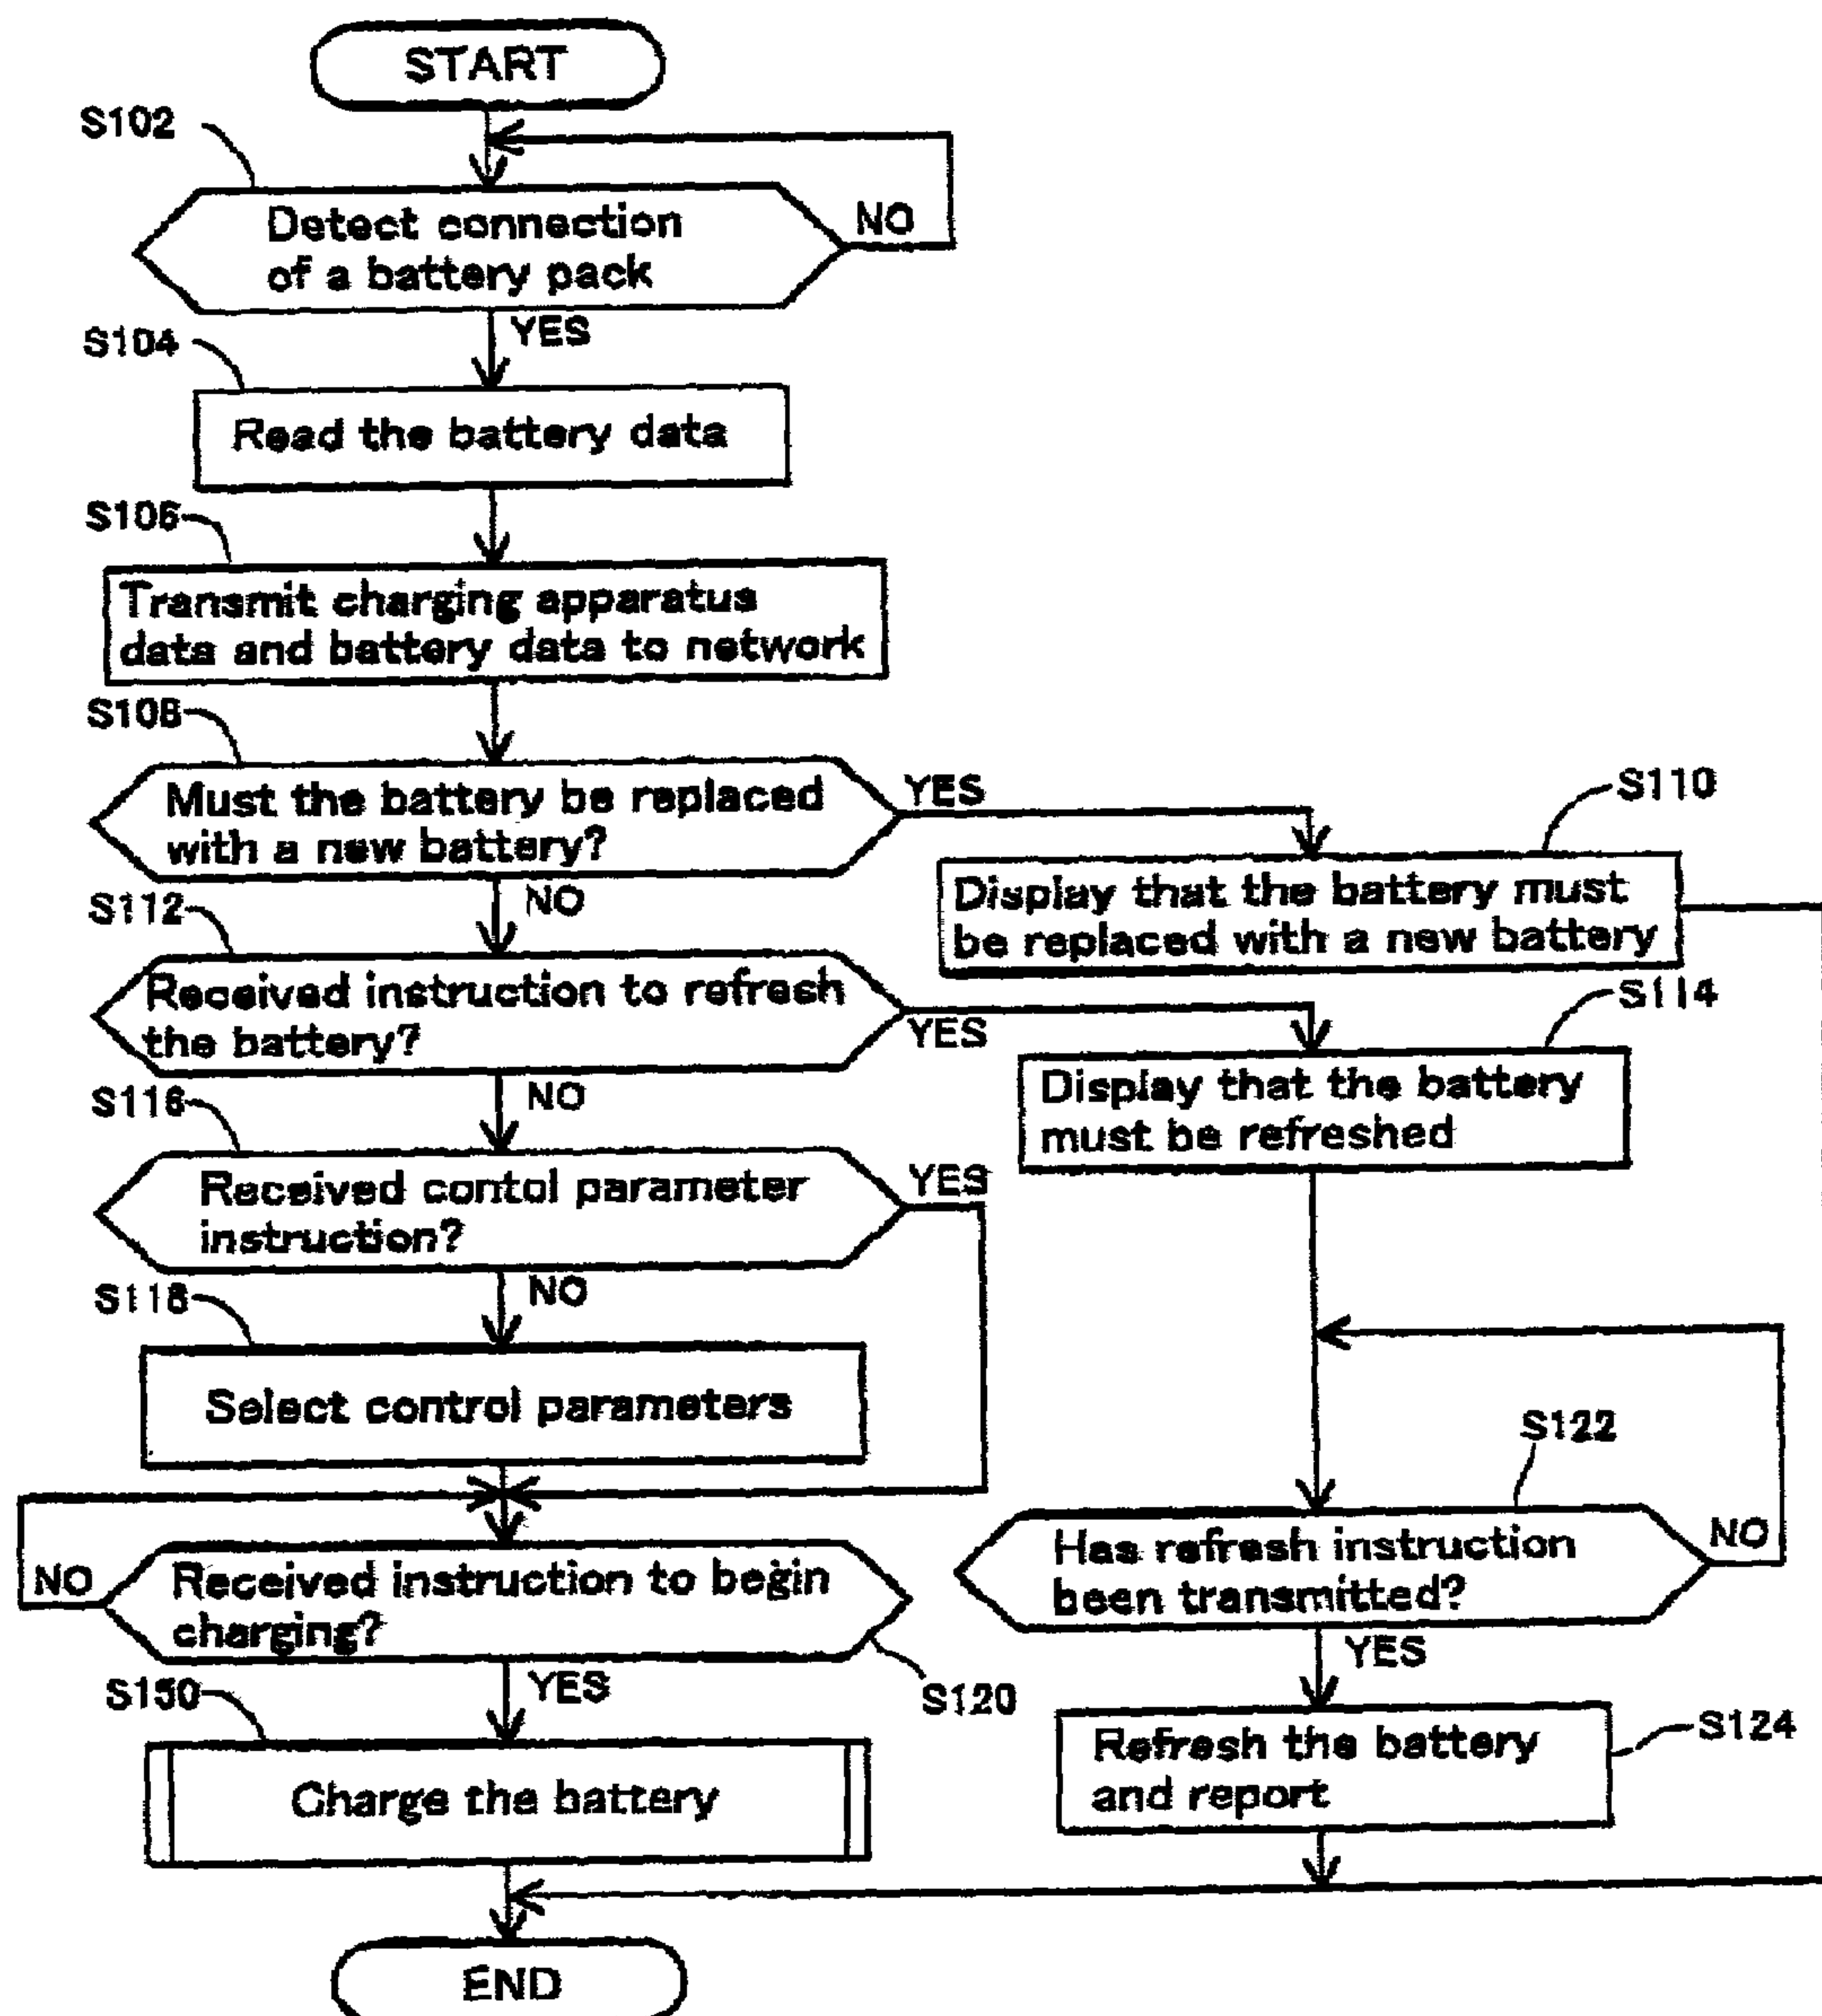 START
S102
Detect connection
of a battery pack
NO
YES
S104
Read the battery data
S106
Transmit charging apparatus
data and battery data to network
S108
Must the battery be replaced
with a new battery?
YES
S110
Display that the battery must
be replaced with a new battery
NO
S112
Received instruction to refresh
the battery?
YES
S114
Display that the battery
must be refreshed
NO
S116
Received contol parameter
instruction?
YES
NO
S118
Select control parameters
S122
Has refresh instruction
been transmitted?
NO
NO
Received instruction to begin
charging?
S120
YES
YES
S150
Charge the battery
Refresh the battery
and report
S124
END